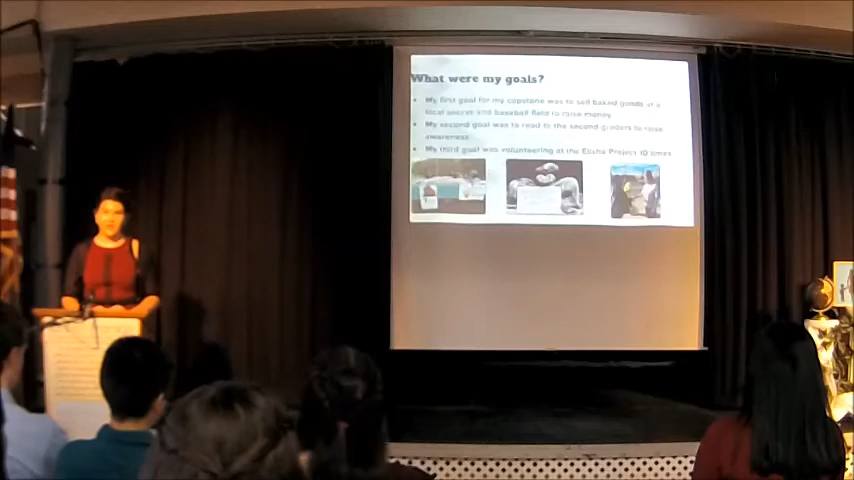 What were my goals?
My first goal for my capstone was to sell baked goods at a
local secret and baseball field to raise money.
My second goal was to read to the second graders to raise
awareness.
My third goal was volunteering at the Elisha Project 10 times